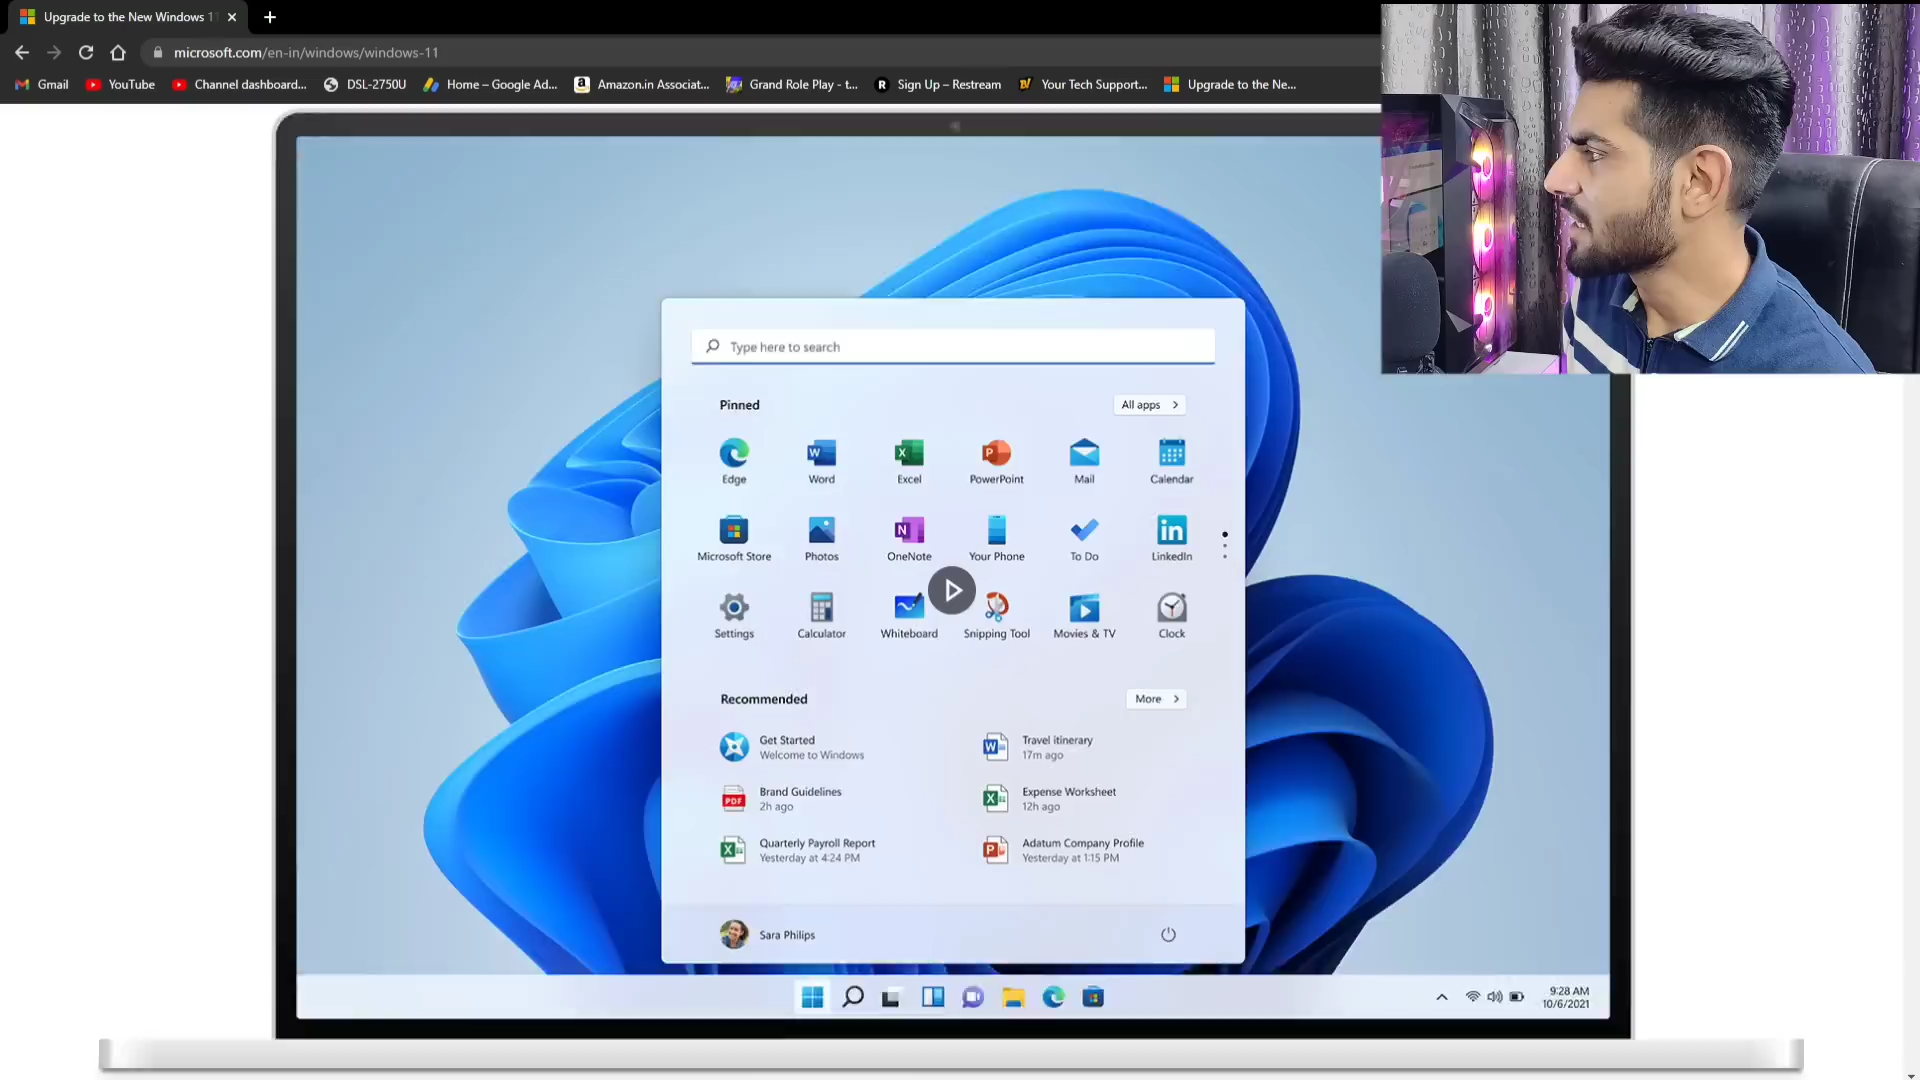 Upgrade to the New Windows 11
microsoft.com/en-in/windows/windows-11
Gmail
YouTube
Channel dashboard...
DSL-2750U
Home – Google Ad...
Amazon.in Associat...
Grand Role Play - t...
Sign Up – Restream
Your Tech Support...
Upgrade to the Ne...
Type here to search
Pinned
All apps
Edge
Word
Excel
PowerPoint
Mail
Calendar
Microsoft Store
Photos
OneNote
Your Phone
To Do
LinkedIn
Settings
Calculator
Whiteboard
Snipping Tool
Movies & TV
Clock
Recommended
More
Get Started
Welcome to Windows
Travel itinerary
17m ago
Brand Guidelines
2h ago
Expense Worksheet
12h ago
Quarterly Payroll Report
Yesterday at 4:24 PM
Adatum Company Profile
Yesterday at 1:15 PM
Sara Philips
9:28 AM
10/6/2021